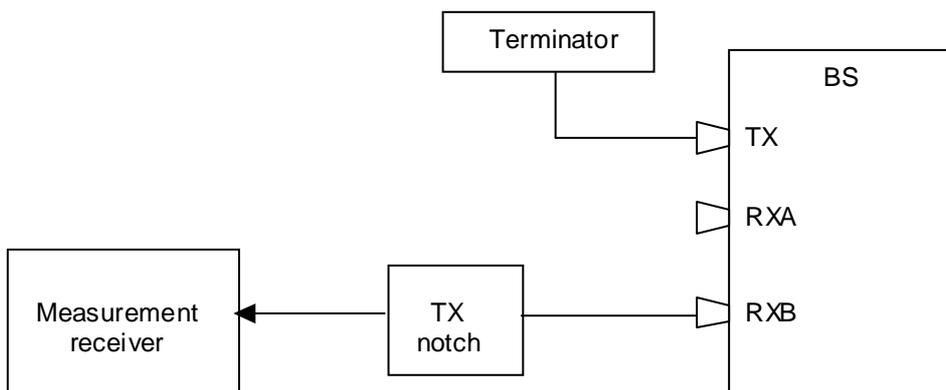 Terminator
BS
TX
RXA
Measurement
receiver
TX
notch
RXB